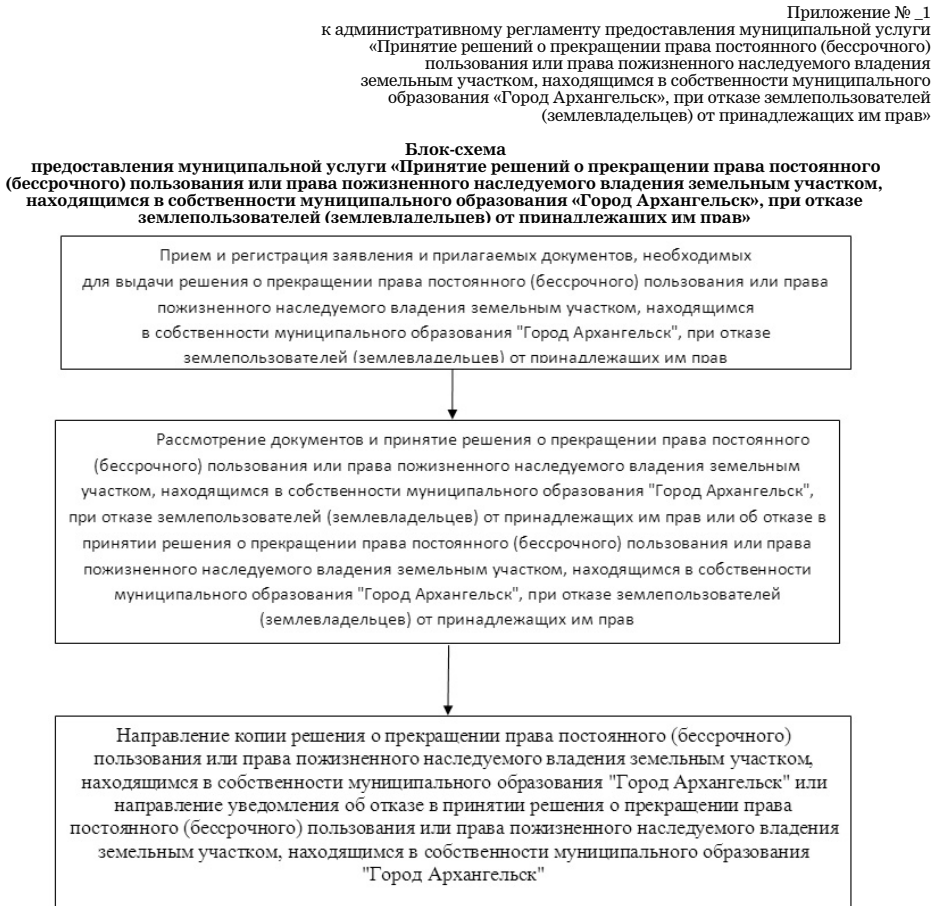 Приложение № _1
к административному регламенту предоставления муниципальной услуги
«Принятие решений о прекращении права постоянного (бессрочного)
пользования или права пожизненного наследуемого владения
земельным участком, находящимся в собственности муниципального
образования «Город Архангельск», при отказе землепользователей
(землевладельцев) от принадлежащих им прав»
Блок-схема
предоставления муниципальной услуги «Принятие решений о прекращении права постоянного
(бессрочного) пользования или права пожизненного наследуемого владения земельным участком,
находящимся в собственности муниципального образования «Город Архангельск», при отказе
землепользователей (землевладельцев) от принадлежащих им прав»
Прием и регистрация заявления и прилагаемых документов, необходимых
для выдачи решения о прекращении права постоянного (бессрочного) пользования или права
пожизненного наследуемого владения земельным участком, находящимся
в собственности муниципального образования "Город Архангельск", при отказе
землепользователей (землевладельцев) от принадлежащих им прав
Рассмотрение документов и принятие решения о прекращении права постоянного
(бессрочного) пользования или права пожизненного наследуемого владения земельным
участком, находящимся в собственности муниципального образования "Город Архангельск",
при отказе землепользователей (землевладельцев) от принадлежащих им прав или об отказе в
принятии решения о прекращении права постоянного (бессрочного) пользования или права
пожизненного наследуемого владения земельным участком, находящимся в собственности
муниципального образования "Город Архангельск", при отказе землепользователей
(землевладельцев) от принадлежащих им прав
Направление копии решения о прекращении права постоянного (бессрочного)
пользования или права пожизненного наследуемого владения земельным участком,
находящимся в собственности муниципального образования "Город Архангельск" или
направление уведомления об отказе в принятии решения о прекращении права
постоянного (бессрочного) пользования или права пожизненного наследуемого владения
земельным участком, находящимся в собственности муниципального образования
"Город Архангельск"